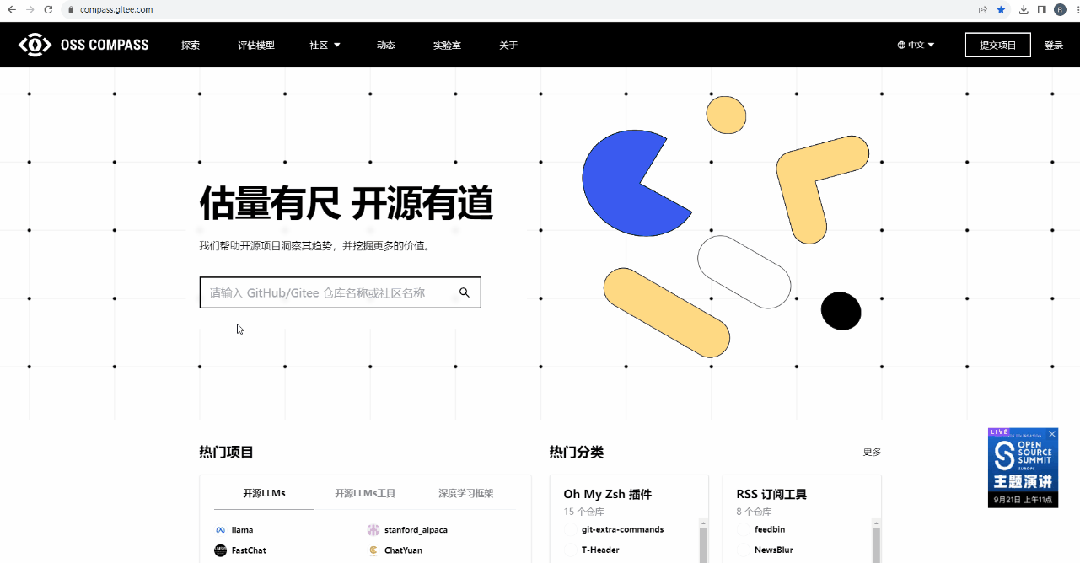 compass.gitee.com
OSS COMPASS 探索 评估模型 社区 动态 实验室 关于 中文 提交项目 登录
估量有尺 开源有道
我们帮助开源项目洞察其趋势，并挖掘更多的价值。
请输入 GitHub/Gitee 仓库名称或社区名称
LIVE
OPEN
SOURCE
SUMMIT
主题演讲
9月21日 上午11点
热门项目 热门分类 更多
开源LLMs 开源LLMs工具 深度学习框架
llama stanford_alpaca
FastChat ChatYuan
Oh My Zsh 插件
15 个仓库
git-extra-commands
T-Header
RSS 订阅工具
8 个仓库
feedbin
NewsBlur